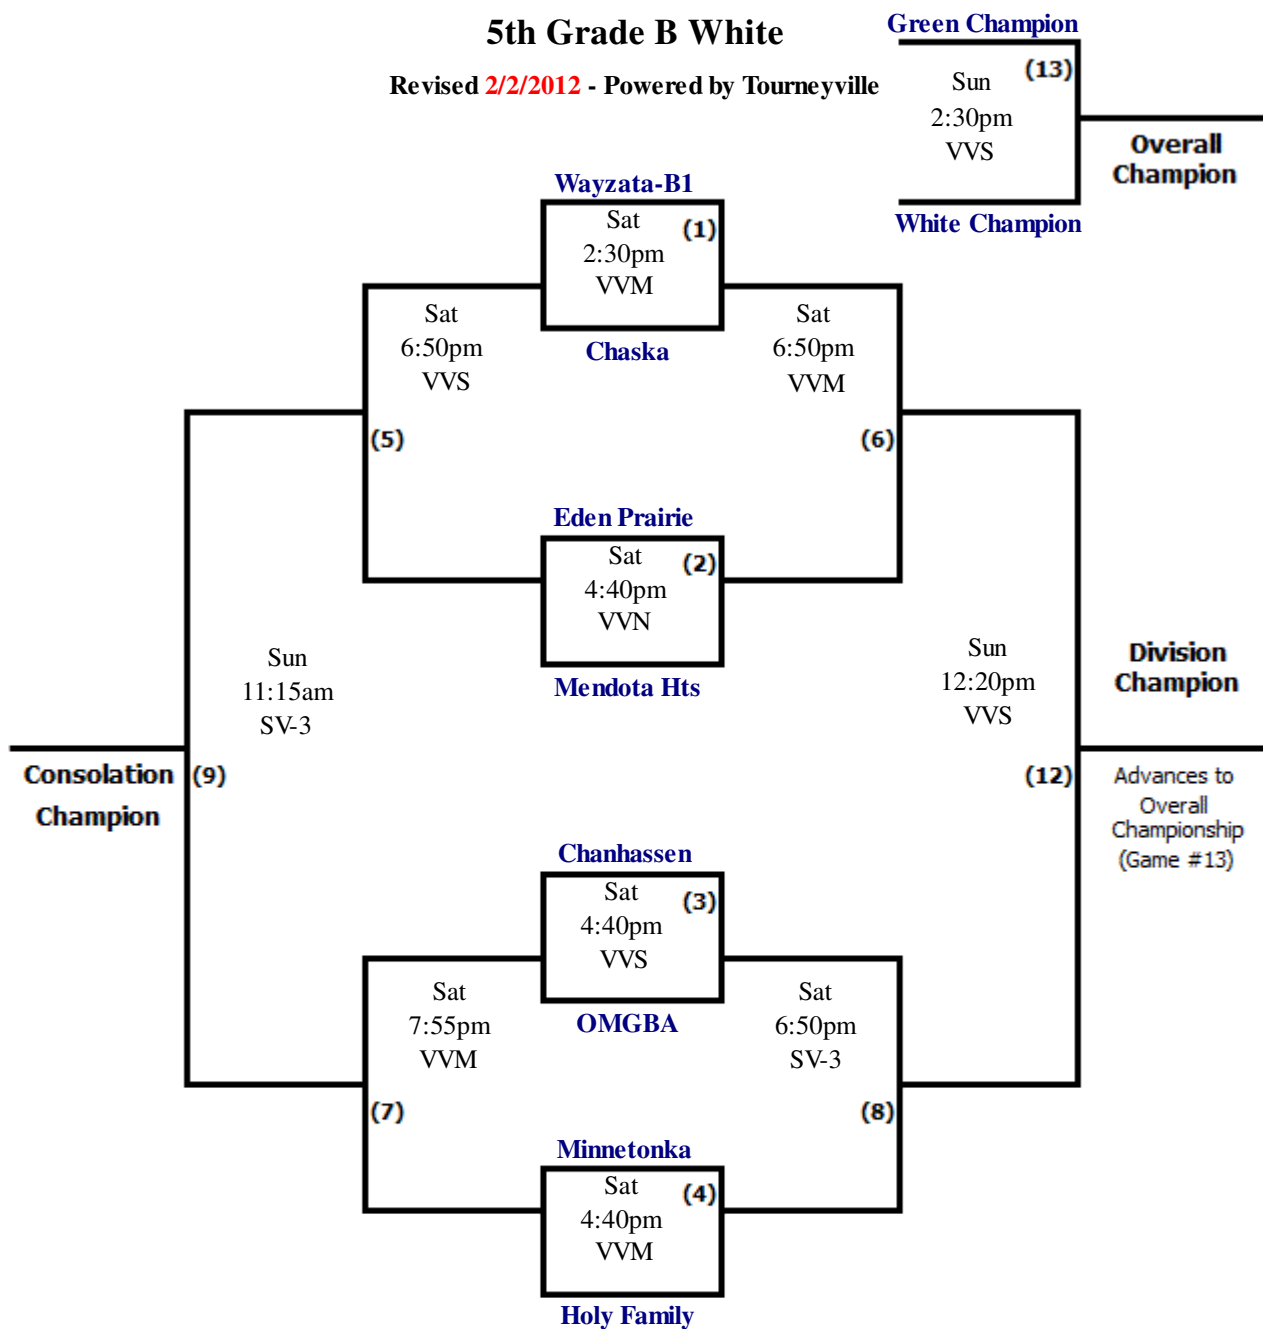 5th Grade B White
Revised 2/2/2012 - Powered by Tourneyville
Green Champion
(13)
Sun
2:30pm
VVS
Overall
Champion
White Champion
Wayzata-B1
Sat
2:30pm
VVM
(1)
Chaska
Sat
6:50pm
VVS
(5)
Sat
6:50pm
VVM
(6)
Eden Prairie
Sat
4:40pm
VVN
(2)
Mendota Hts
Sun
11:15am
SV-3
(9)
Consolation
Champion
Sun
12:20pm
VVS
(12)
Division
Champion
Advances to
Overall
Championship
(Game #13)
Chanhassen
Sat
4:40pm
VVS
(3)
OMGBA
Sat
7:55pm
VVM
(7)
Sat
6:50pm
SV-3
(8)
Minnetonka
Sat
4:40pm
VVM
(4)
Holy Family